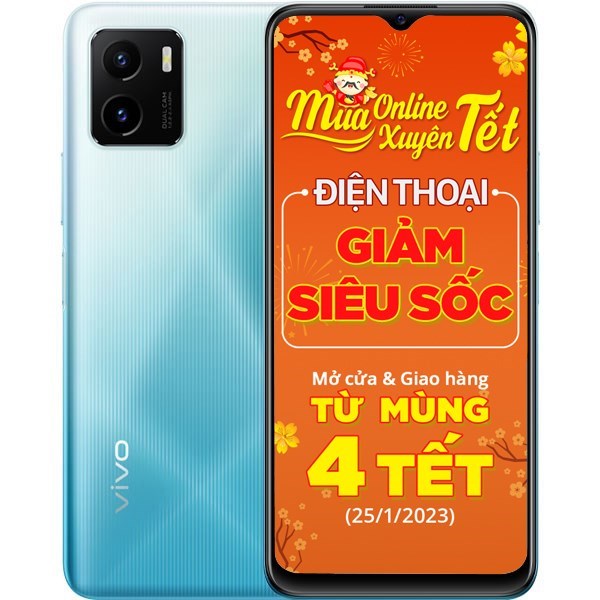 DUAL CAM
vivo
Mua Online
Xuyên Tết
ĐIỆN THOẠI
GIẢM
SIÊU SỐC
Mở cửa & Giao hàng
TỪ MÙNG
4 TẾT
(25/1/2023)